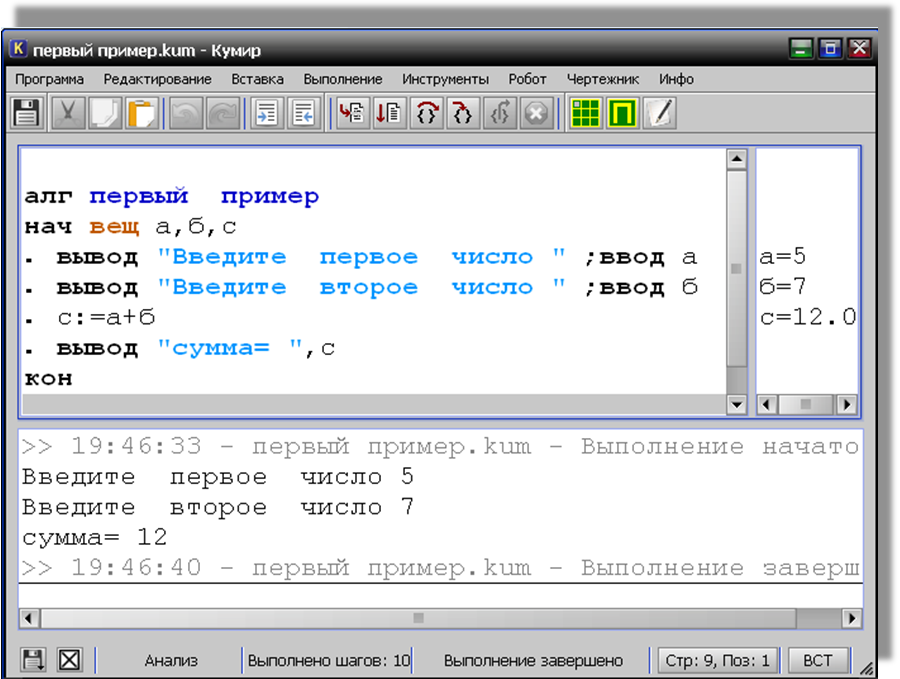 К первый пример.kum - Кумир
Программа Редактирование Вставка Выполнение Инструменты Робот Чертежник Инфо
алг первый пример
нач вещ а,б,с
. вывод "Введите первое число " ;ввод а
а=5
. вывод "Введите второе число " ;ввод б
б=7
. с:=а+б
с=12.0
. вывод "сумма= ",с
кон
>> 19:46:33 - первый пример.kum - Выполнение начато
Введите первое число 5
Введите второе число 7
сумма= 12
>> 19:46:40 - первый пример.kum - Выполнение заверш
Анализ Выполнено шагов: 10 Выполнение завершено Стр: 9, Поз: 1 ВСТ